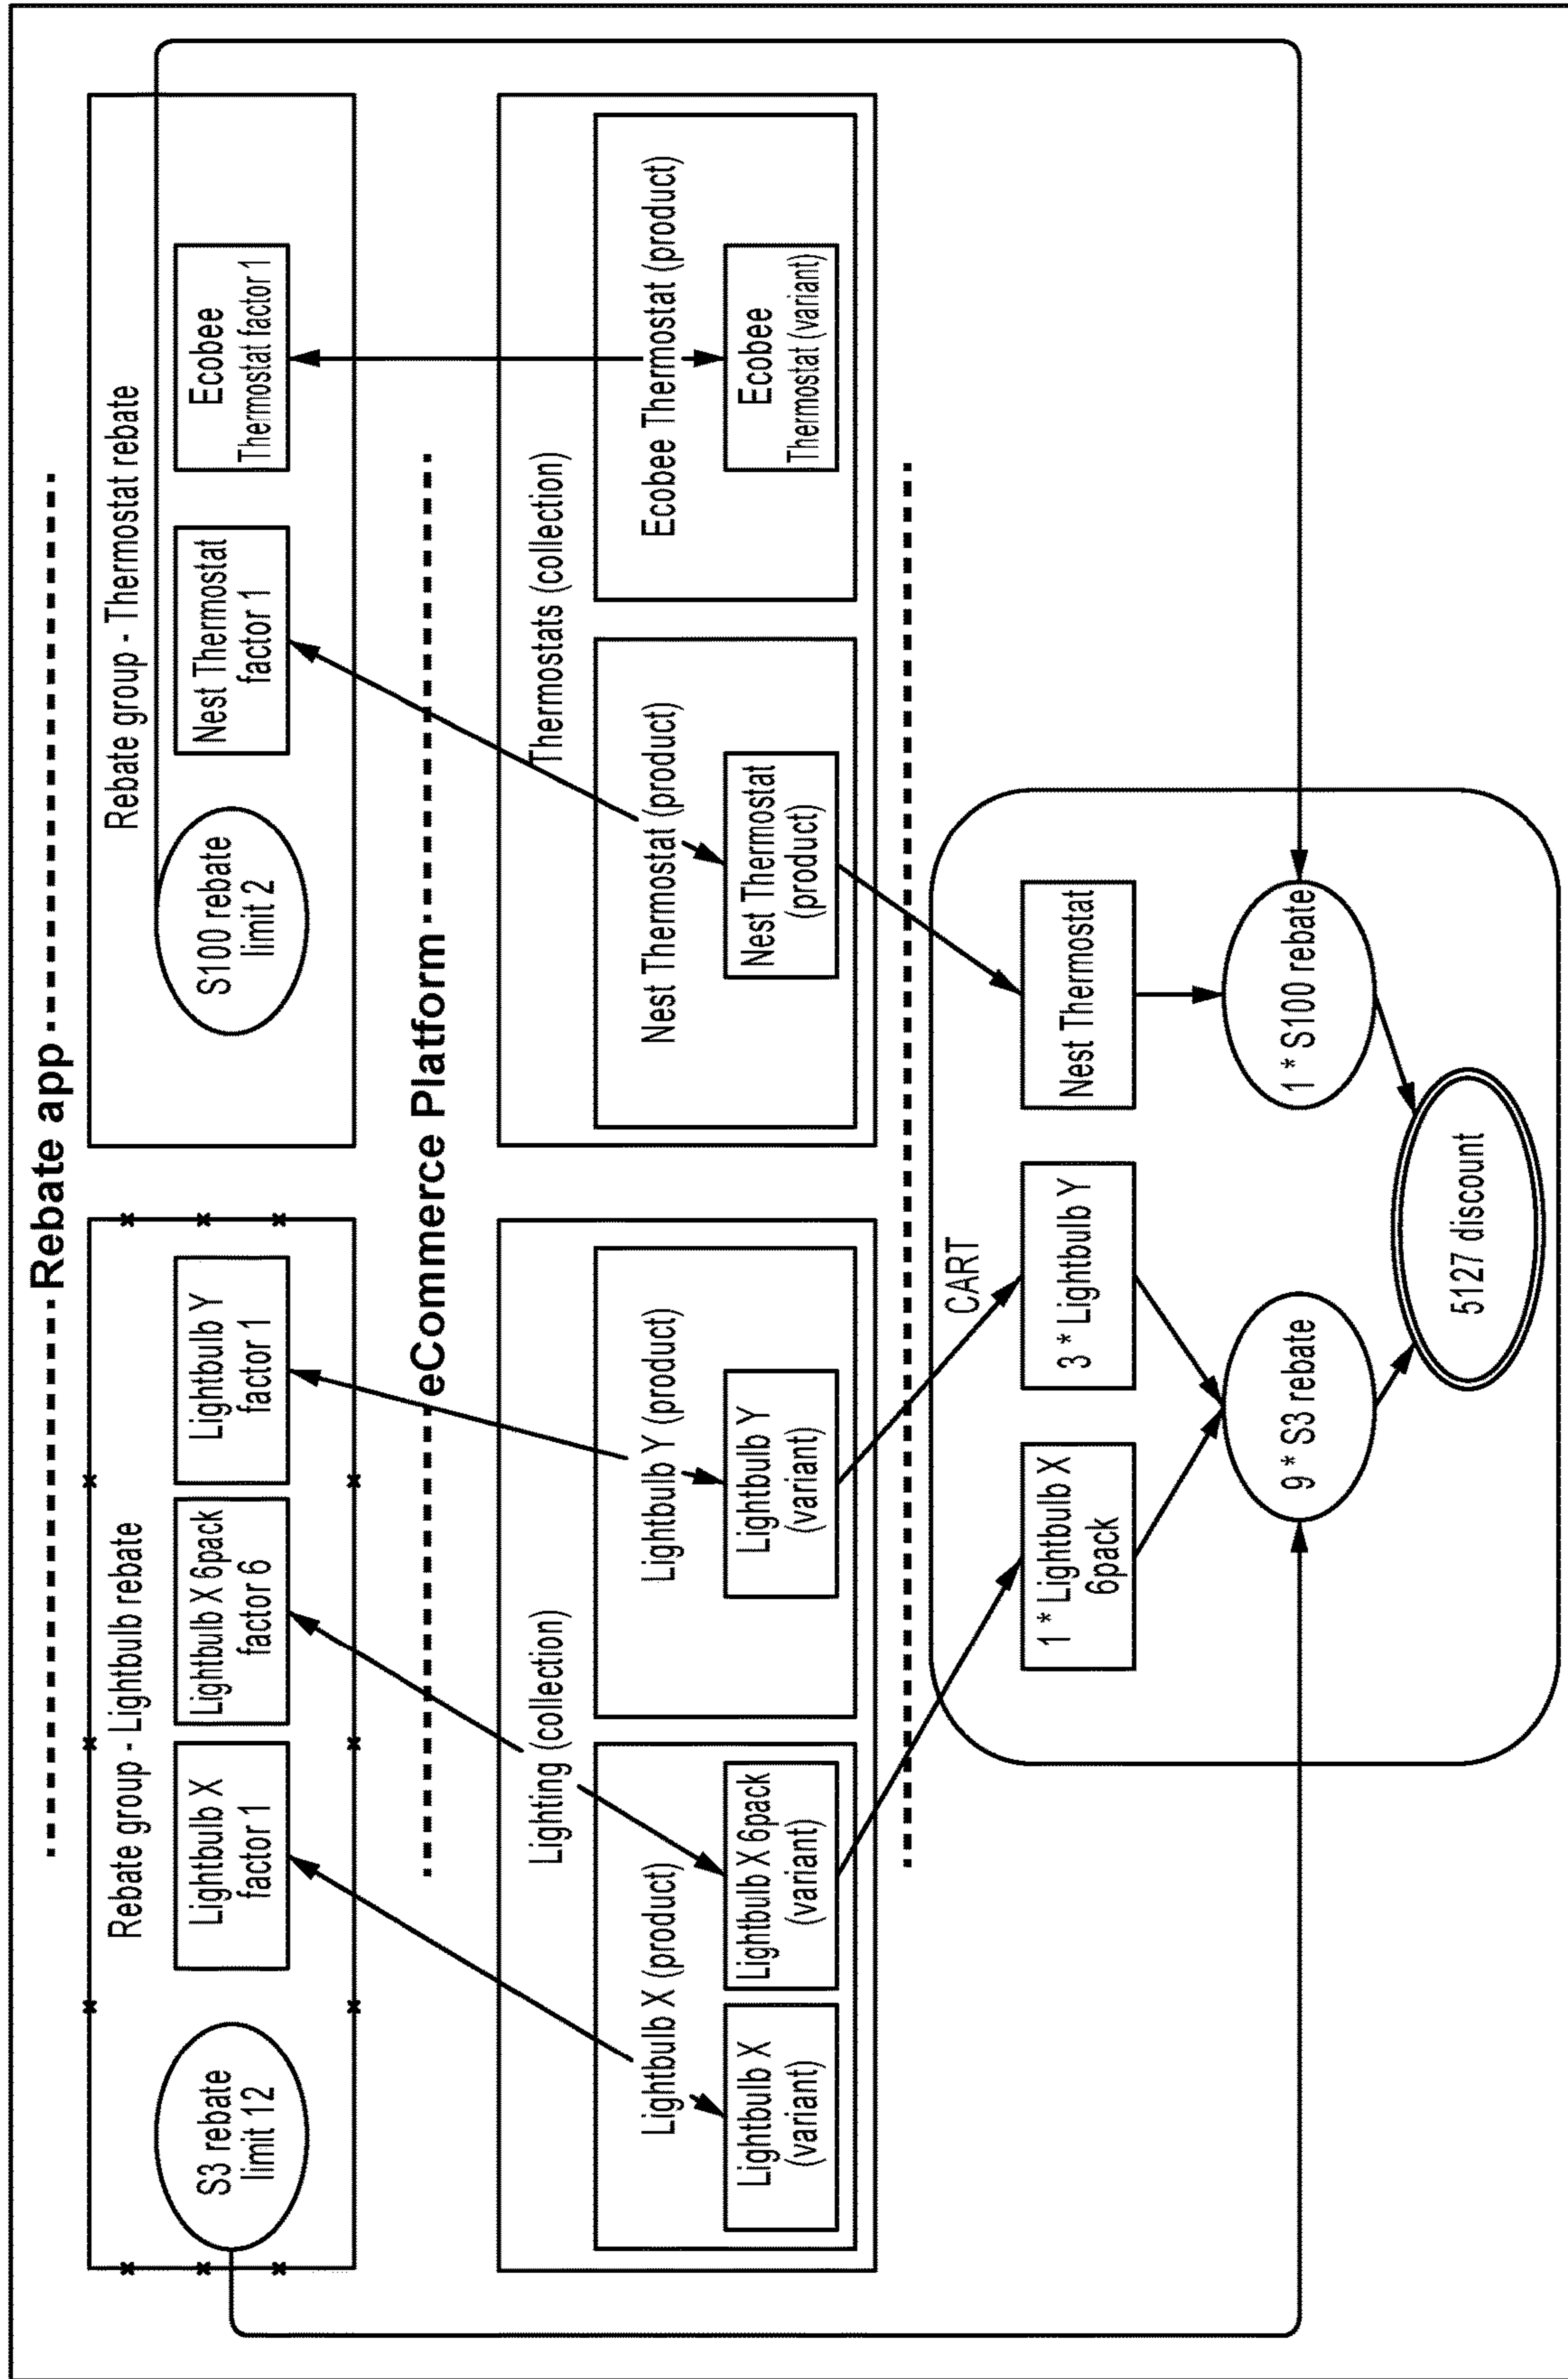 Rebate app
Rebate group - Lightbulb rebate
S3 rebate
limit 12
Lightbulb X
factor 1
Lightbulb X 6pack
factor 6
Lightbulb Y
factor 1
Rebate group - Thermostat rebate
S100 rebate
limit 2
Nest Thermostat
factor 1
Ecobee
Thermostat factor 1
eCommerce Platform
Lighting (collection)
Lightbulb X (product)
Lightbulb X
(variant)
Lightbulb X 6pack
(variant)
Lightbulb Y (product)
Lightbulb Y
(variant)
Thermostats (collection)
Nest Thermostat (product)
Nest Thermostat
(product)
Ecobee Thermostat (product)
Ecobee
Thermostat (variant)
CART
1 * Lightbulb X
6pack
3 * Lightbulb Y
Nest Thermostat
9 * S3 rebate
1 * S100 rebate
5127 discount